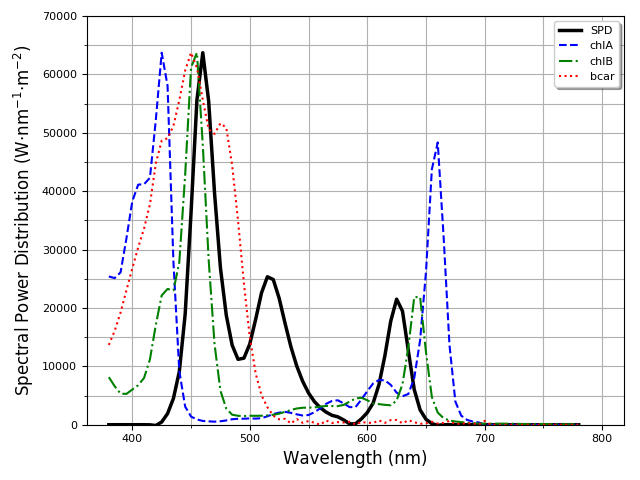 70000
60000
50000
40000
30000
20000
10000
0
Spectral Power Distribution (W·nm⁻¹·m⁻²)
SPD
chlA
chlB
bcar
400 500 600 700 800
Wavelength (nm)